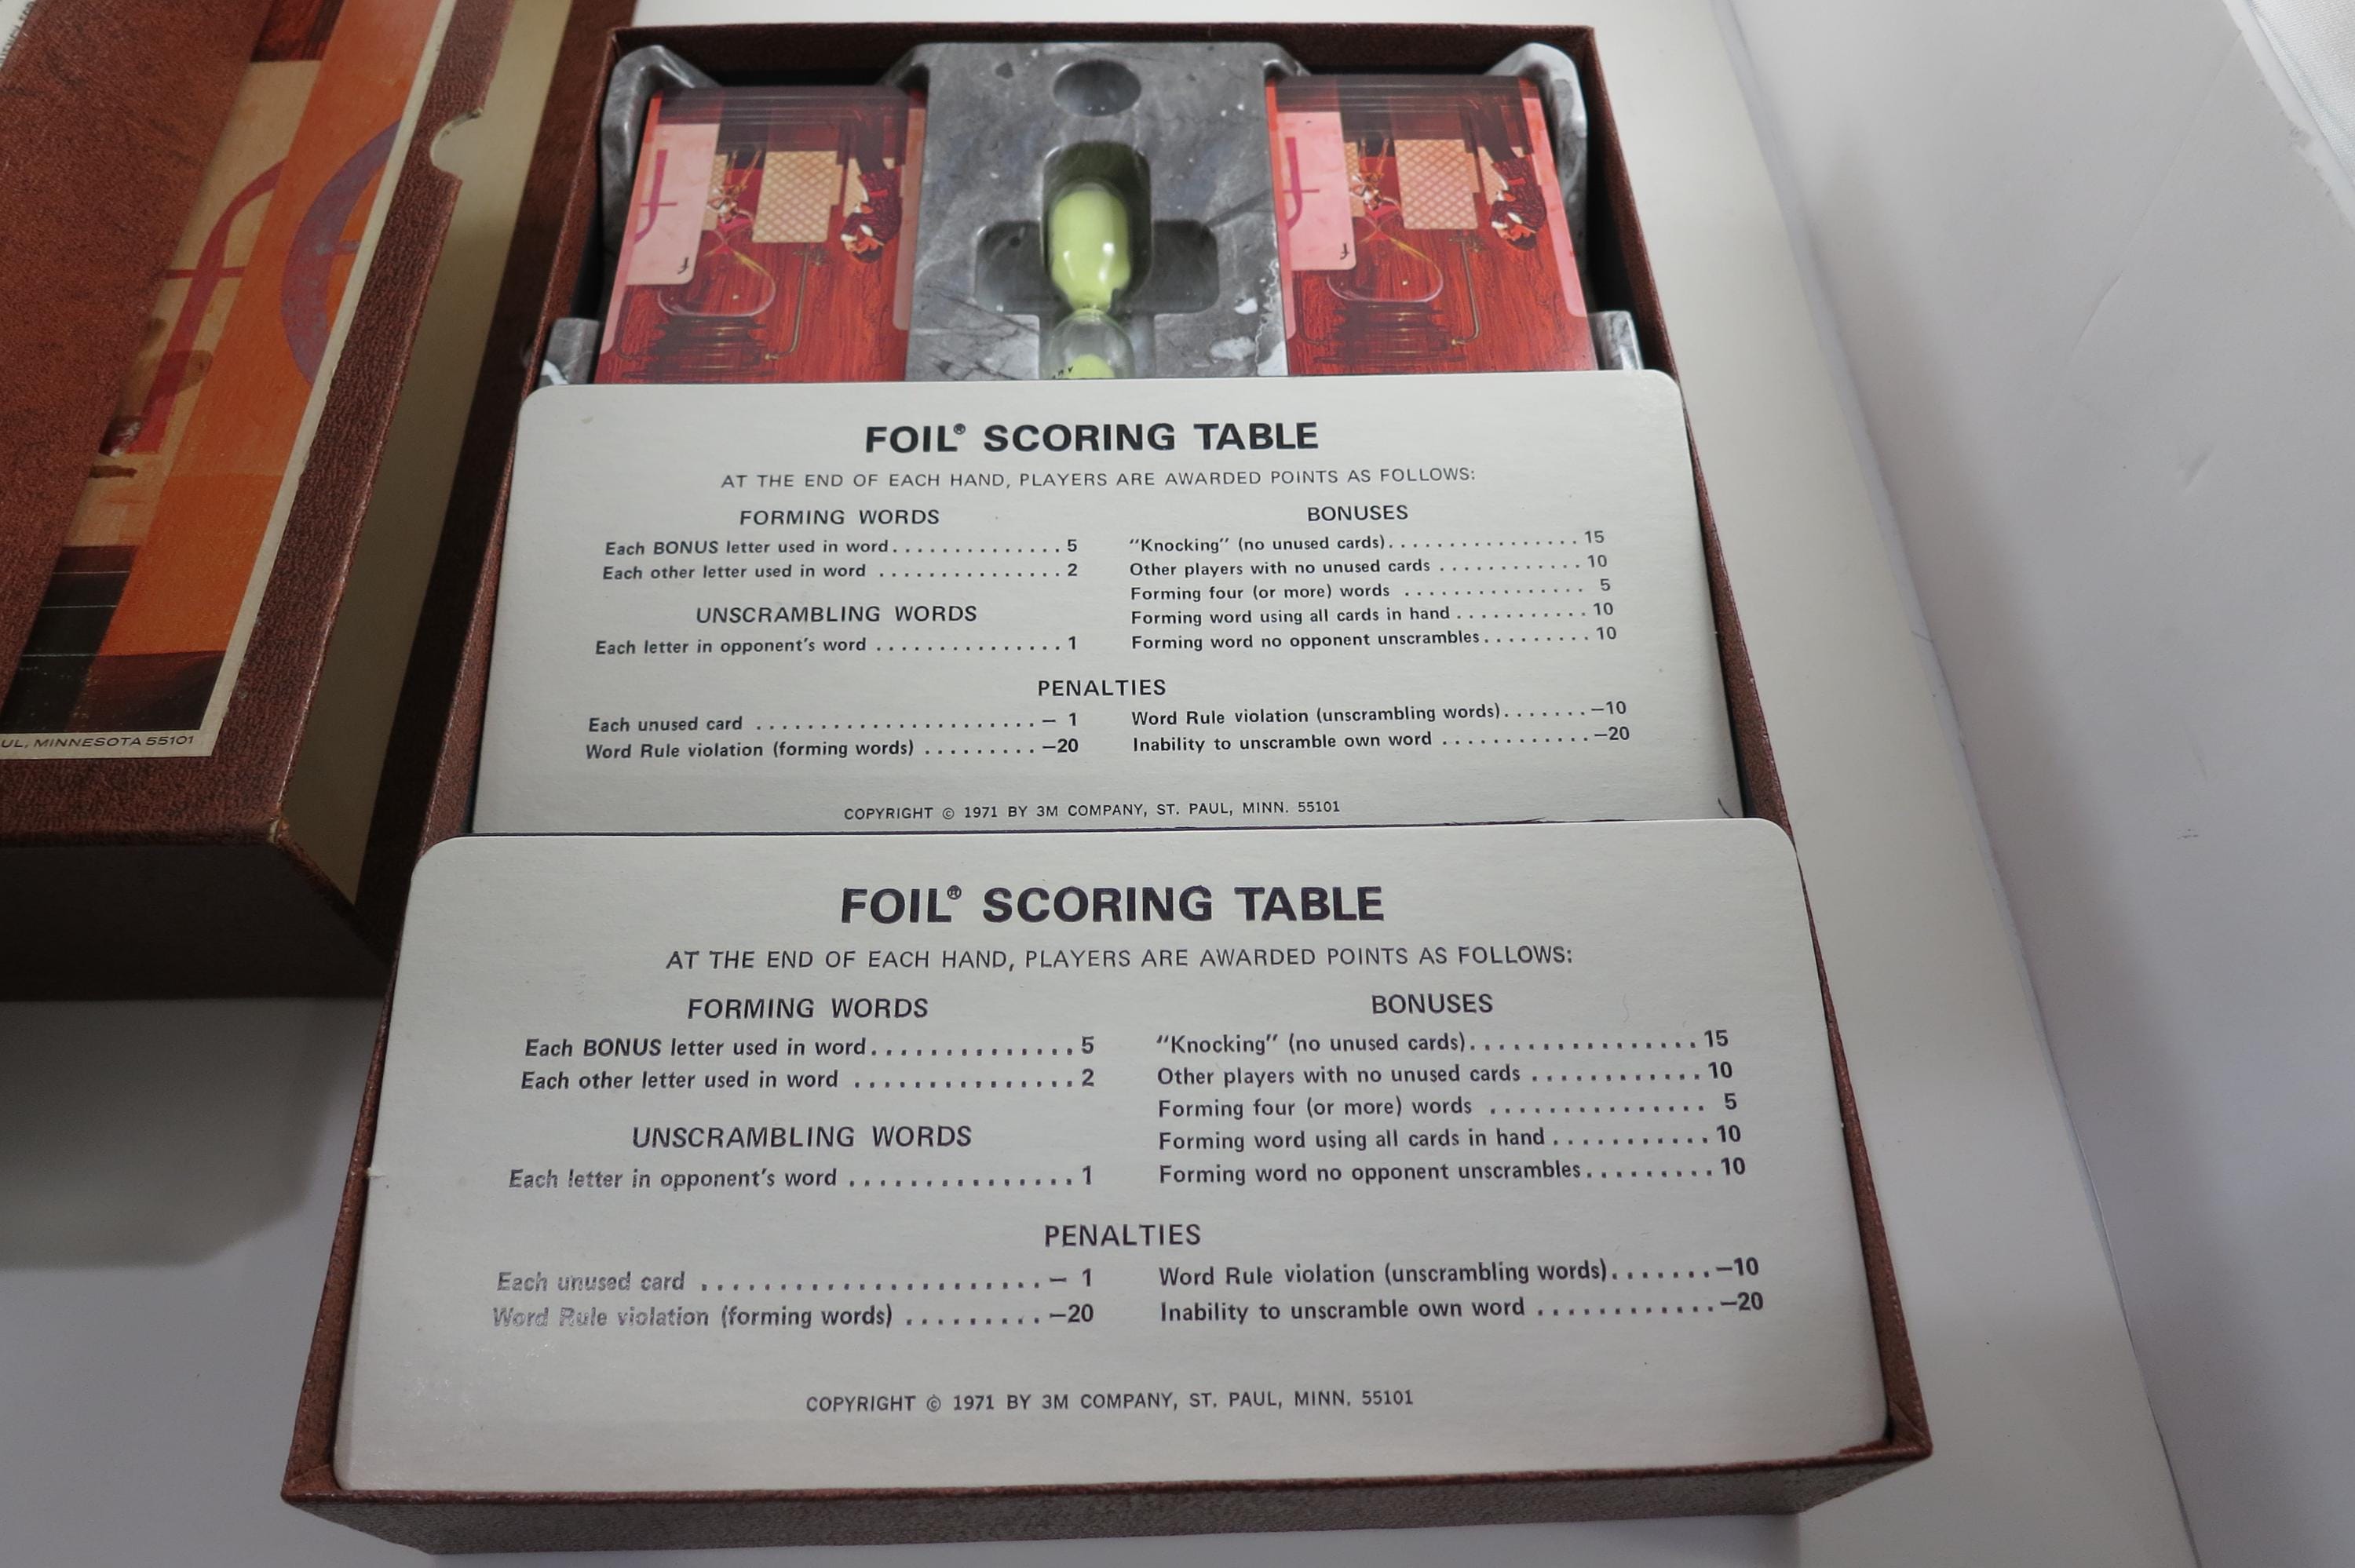 f
f
f
UL, MINNESOTA 55101
FOIL® SCORING TABLE
AT THE END OF EACH HAND, PLAYERS ARE AWARDED POINTS AS FOLLOWS:
FORMING WORDS
Each BONUS letter used in word.............. 5
Each other letter used in word ............... 2
UNSCRAMBLING WORDS
Each letter in opponent's word ............... 1
BONUSES
"Knocking" (no unused cards)................ 15
Other players with no unused cards ............ 10
Forming four (or more) words ............... 5
Forming word using all cards in hand ........... 10
Forming word no opponent unscrambles......... 10
PENALTIES
Each unused card ...................... — 1
Word Rule violation (forming words) ......... —20
Word Rule violation (unscrambling words).......—10
Inability to unscramble own word ............—20
COPYRIGHT © 1971 BY 3M COMPANY, ST. PAUL, MINN. 55101
FOIL® SCORING TABLE
AT THE END OF EACH HAND, PLAYERS ARE AWARDED POINTS AS FOLLOWS:
FORMING WORDS
Each BONUS letter used in word.............. 5
Each other letter used in word ............... 2
UNSCRAMBLING WORDS
Each letter in opponent's word ............... 1
BONUSES
"Knocking" (no unused cards)................ 15
Other players with no unused cards ............ 10
Forming four (or more) words ............... 5
Forming word using all cards in hand ........... 10
Forming word no opponent unscrambles......... 10
PENALTIES
Each unused card ...................... — 1
Word Rule violation (forming words) ......... —20
Word Rule violation (unscrambling words).......—10
Inability to unscramble own word ............—20
COPYRIGHT © 1971 BY 3M COMPANY, ST. PAUL, MINN. 55101